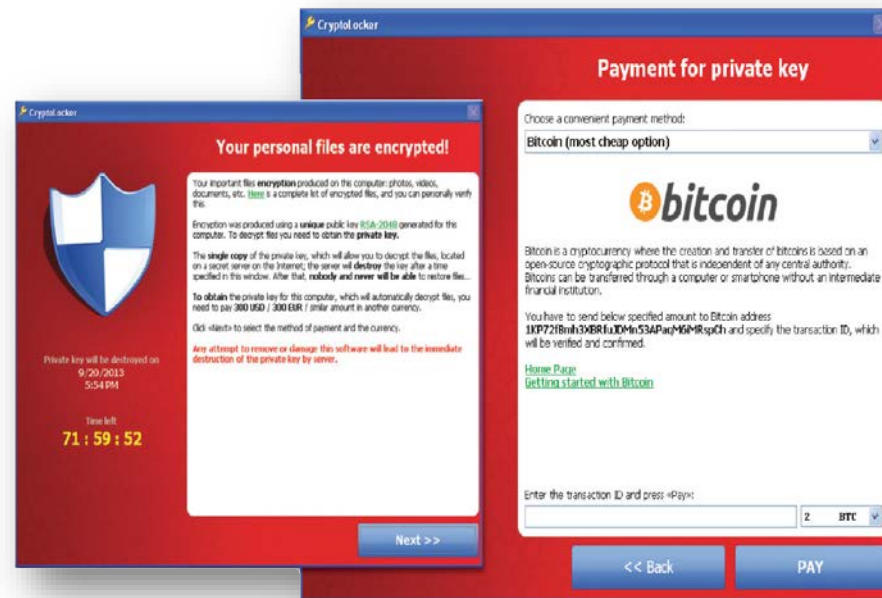 CryptoLocker
Your personal files are encrypted!
Your important files encryption produced on this computer: photos, videos,
documents, etc. Here is a complete list of encrypted files, and you can personally verify
this.
Encryption was produced using a unique public key RSA-2048 generated for this
computer. To decrypt files you need to obtain the private key.
The single copy of the private key, which will allow you to decrypt the files, located
on a secret server on the Internet; the server will destroy the key after a time
specified in this window. After that, nobody and never will be able to restore files...
To obtain the private key for this computer, which will automatically decrypt files, you
need to pay 300 USD / 300 EUR / similar amount in another currency.
Click «Next» to select the method of payment and the currency.
Any attempt to remove or damage this software will lead to the immediate
destruction of the private key by server.
Private key will be destroyed on
9/20/2013
5:54 PM
Time left
71 : 59 : 52
Next >>
CryptoLocker
Payment for private key
Choose a convenient payment method:
Bitcoin (most cheap option)
bitcoin
Bitcoin is a cryptocurrency where the creation and transfer of bitcoins is based on an
open-source cryptographic protocol that is independent of any central authority.
Bitcoins can be transferred through a computer or smartphone without an intermediate
financial institution.
You have to send below specified amount to Bitcoin address
and specify the transaction ID, which
will be verified and confirmed.
Home Page
Getting started with Bitcoin
Enter the transaction ID and press «Pay»:
2 BTC
<< Back
PAY